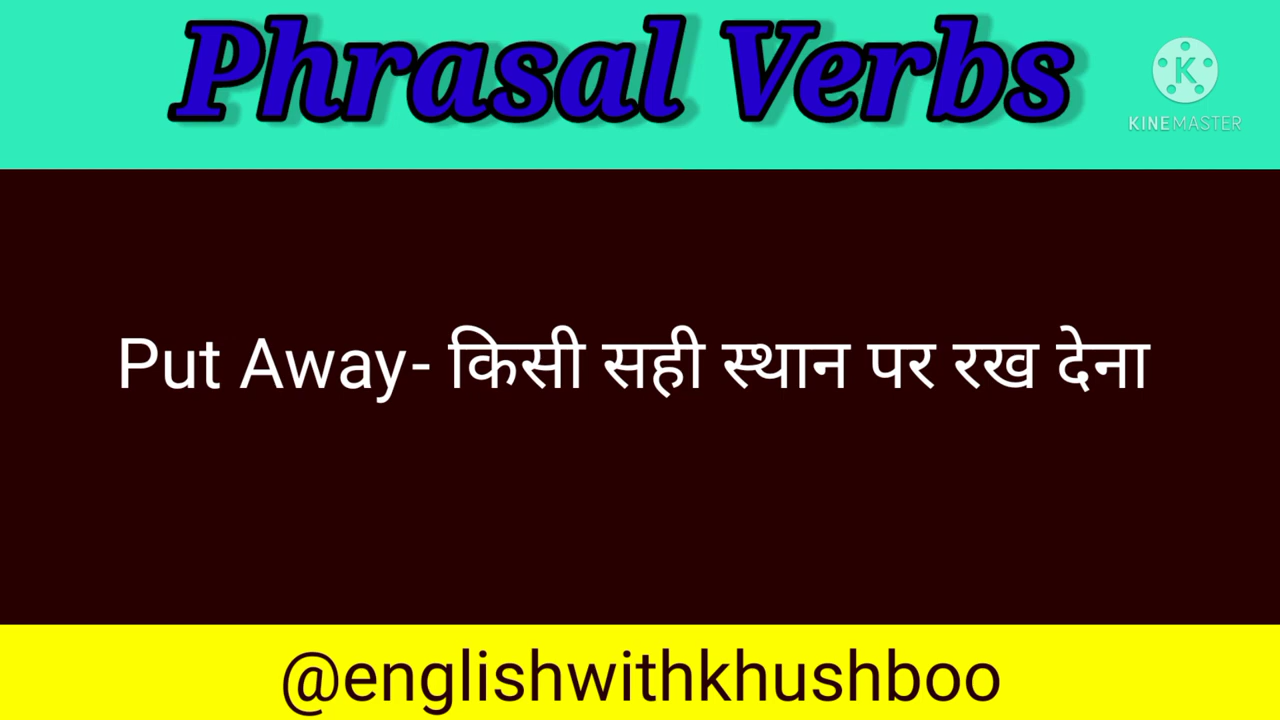 Phrasal Verbs
KINEMASTER
Put Away- किसी सही स्थान पर रख देना
@englishwithkhushboo